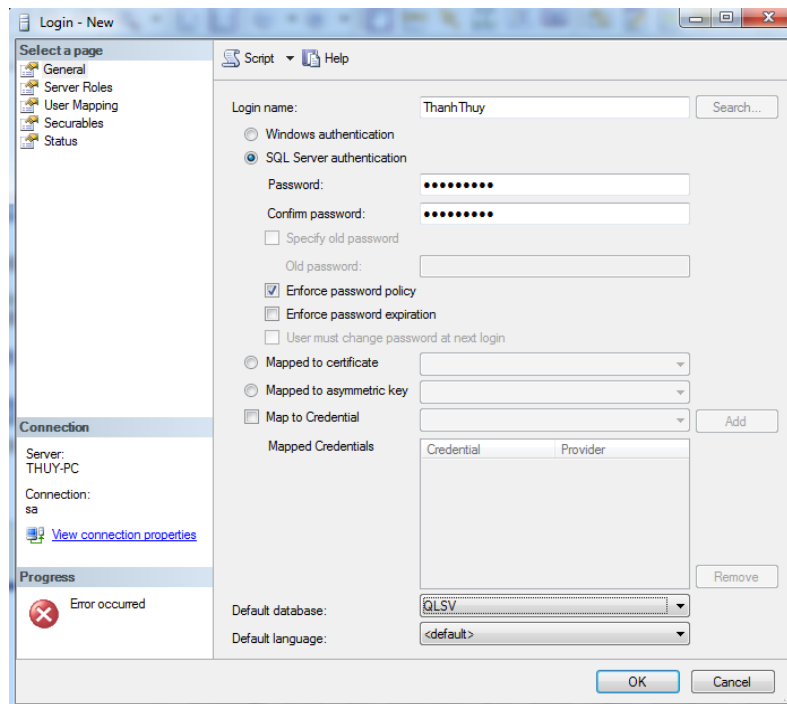 Login - New
Select a page
General
Server Roles
User Mapping
Securables
Status
Script Help
Login name: ThanhThuy Search...
Windows authentication
SQL Server authentication
Password: ●●●●●●●●●
Confirm password: ●●●●●●●●●
Specify old password
Old password:
Enforce password policy
Enforce password expiration
User must change password at next login
Mapped to certificate
Mapped to asymmetric key
Map to Credential Add
Mapped Credentials Credential Provider
Remove
Default database: QLSV
Default language: <default>
Connection
Server:
THUY-PC
Connection:
sa
View connection properties
Progress
Error occurred
OK Cancel